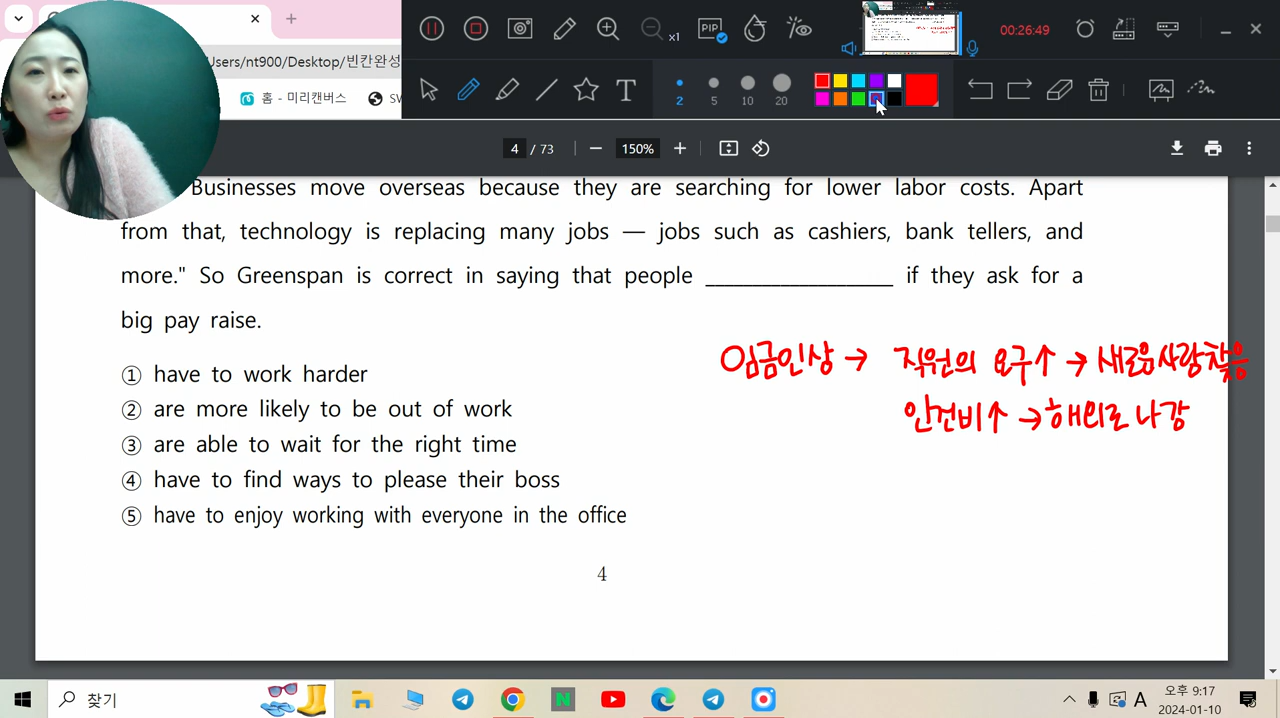 00:26:49
Users/nt900/Desktop/빈칸완성
홈 - 미리캔버스
x1
PIP
T
2
5
10
20
4 / 73
150%
Businesses move overseas because they are searching for lower labor costs. Apart
from that, technology is replacing many jobs — jobs such as cashiers, bank tellers, and
more." So Greenspan is correct in saying that people __________________ if they ask for a
big pay raise.
① have to work harder
② are more likely to be out of work
③ are able to wait for the right time
④ have to find ways to please their boss
⑤ have to enjoy working with everyone in the office
임금인상 → 직원의 요구↑ → 새로운사람찾음
인건비↑ → 해외로 나감
4
찾기
N
A
오후 9:17
2024-01-10